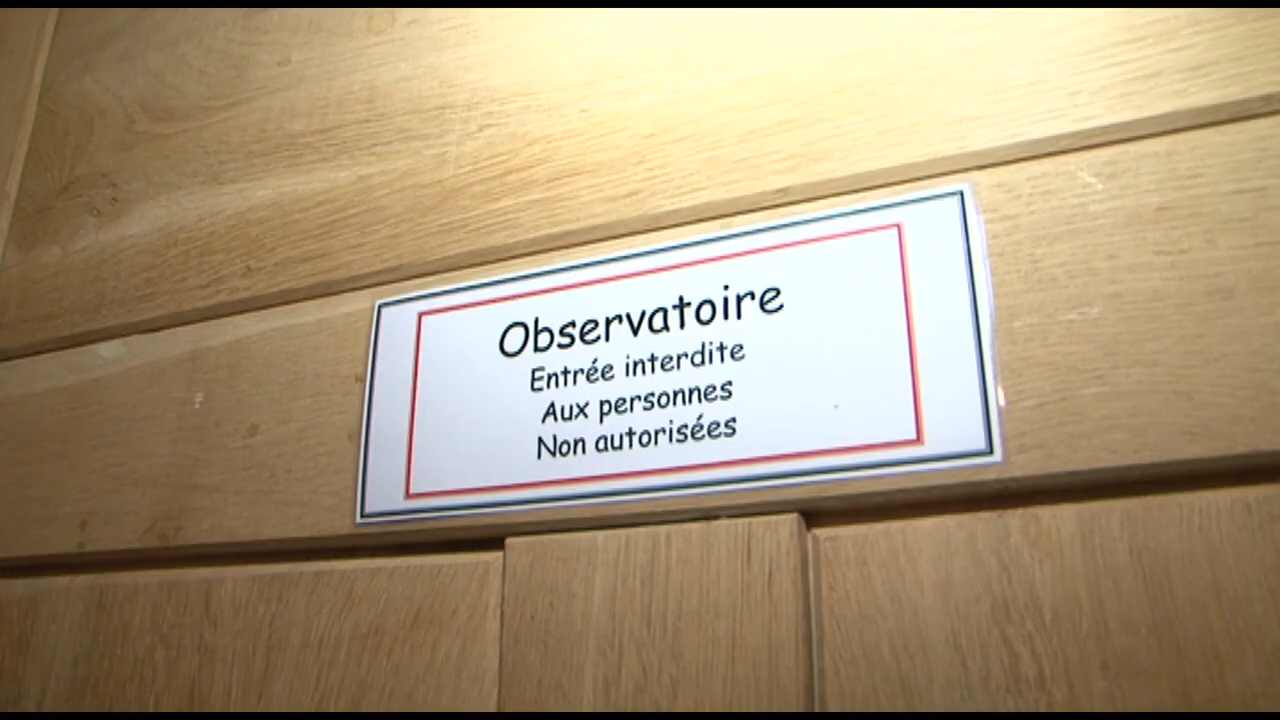 Observatoire
Entrée interdite
Aux personnes
Non autorisées